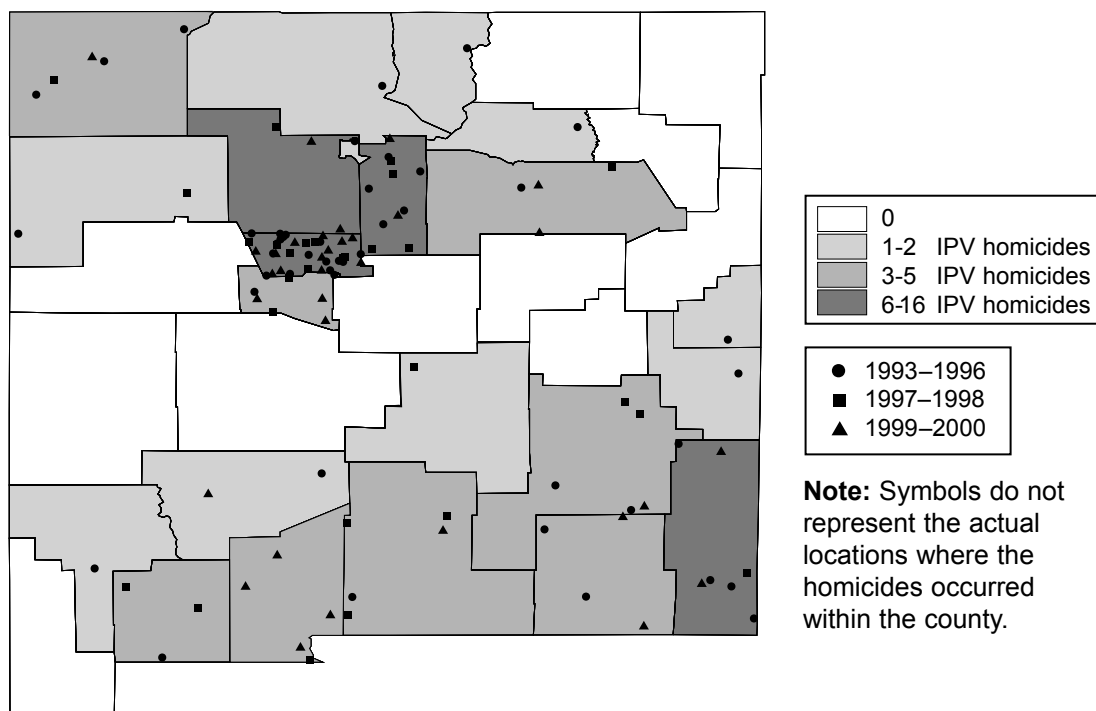 0
1-2 IPV homicides
3-5 IPV homicides
6-16 IPV homicides
1993–1996
1997–1998
1999–2000
Note: Symbols do not
represent the actual
locations where the
homicides occurred
within the county.